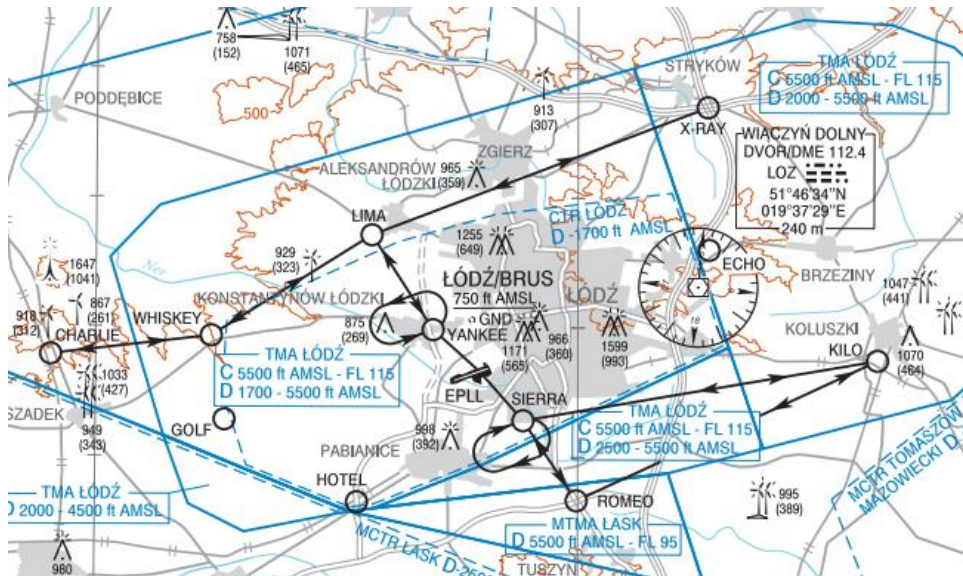 758
(152)
1071
(465)
PODDĘBICE
500
913
(307)
STRYKÓW
X-RAY
TMA ŁÓDŹ
C 5500 ft AMSL - FL 115
D 2000 - 5500 ft AMSL
WIĄCZYŃ DOLNY
DVOR/DME 112.4
LOZ
51°46'34"N
019°37'29"E
240 m
ZGIERZ
ALEKSANDRÓW
ŁÓDZKI
965
(359)
LIMA
CTR ŁÓDŹ
D -1700 ft AMSL
1255
(649)
929
(323)
Ner
1647
(1041)
867
(261)
918
(312)
CHARLIE
WHISKEY
KONSTANTYNÓW ŁÓDZKI
ŁÓDŹ/BRUS
750 ft AMSL
GND
ŁÓDŹ
875
(269)
YANKEE
1171
(565)
966
(360)
1599
(993)
ECHO
18
BRZEZINY
1047
(441)
KOLUSZKI
KILO
1070
(464)
1033
(427)
SZADEK
949
(343)
TMA ŁÓDŹ
C 5500 ft AMSL - FL 115
D 1700 - 5500 ft AMSL
EPLL
SIERRA
GOLF
998
(392)
PABIANICE
TMA ŁÓDŹ
C 5500 ft AMSL - FL 115
D 2500 - 5500 ft AMSL
HOTEL
ROMEO
TMA ŁÓDŹ
D 2000 - 4500 ft AMSL
MCTR ŁASK D-250
MTMA ŁASK
D 5500 ft AMSL - FL 95
TUSZYN
995
(389)
MCTR TOMASZÓW
MAZOWIECKI D
980